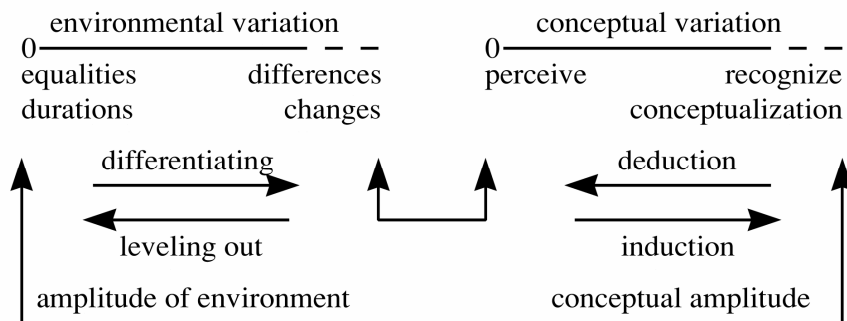 environmental variation
conceptual variation
0
0
equalities
differences
perceive
recognize
durations
changes
conceptualization
differentiating
deduction
leveling out
induction
amplitude of environment
conceptual amplitude